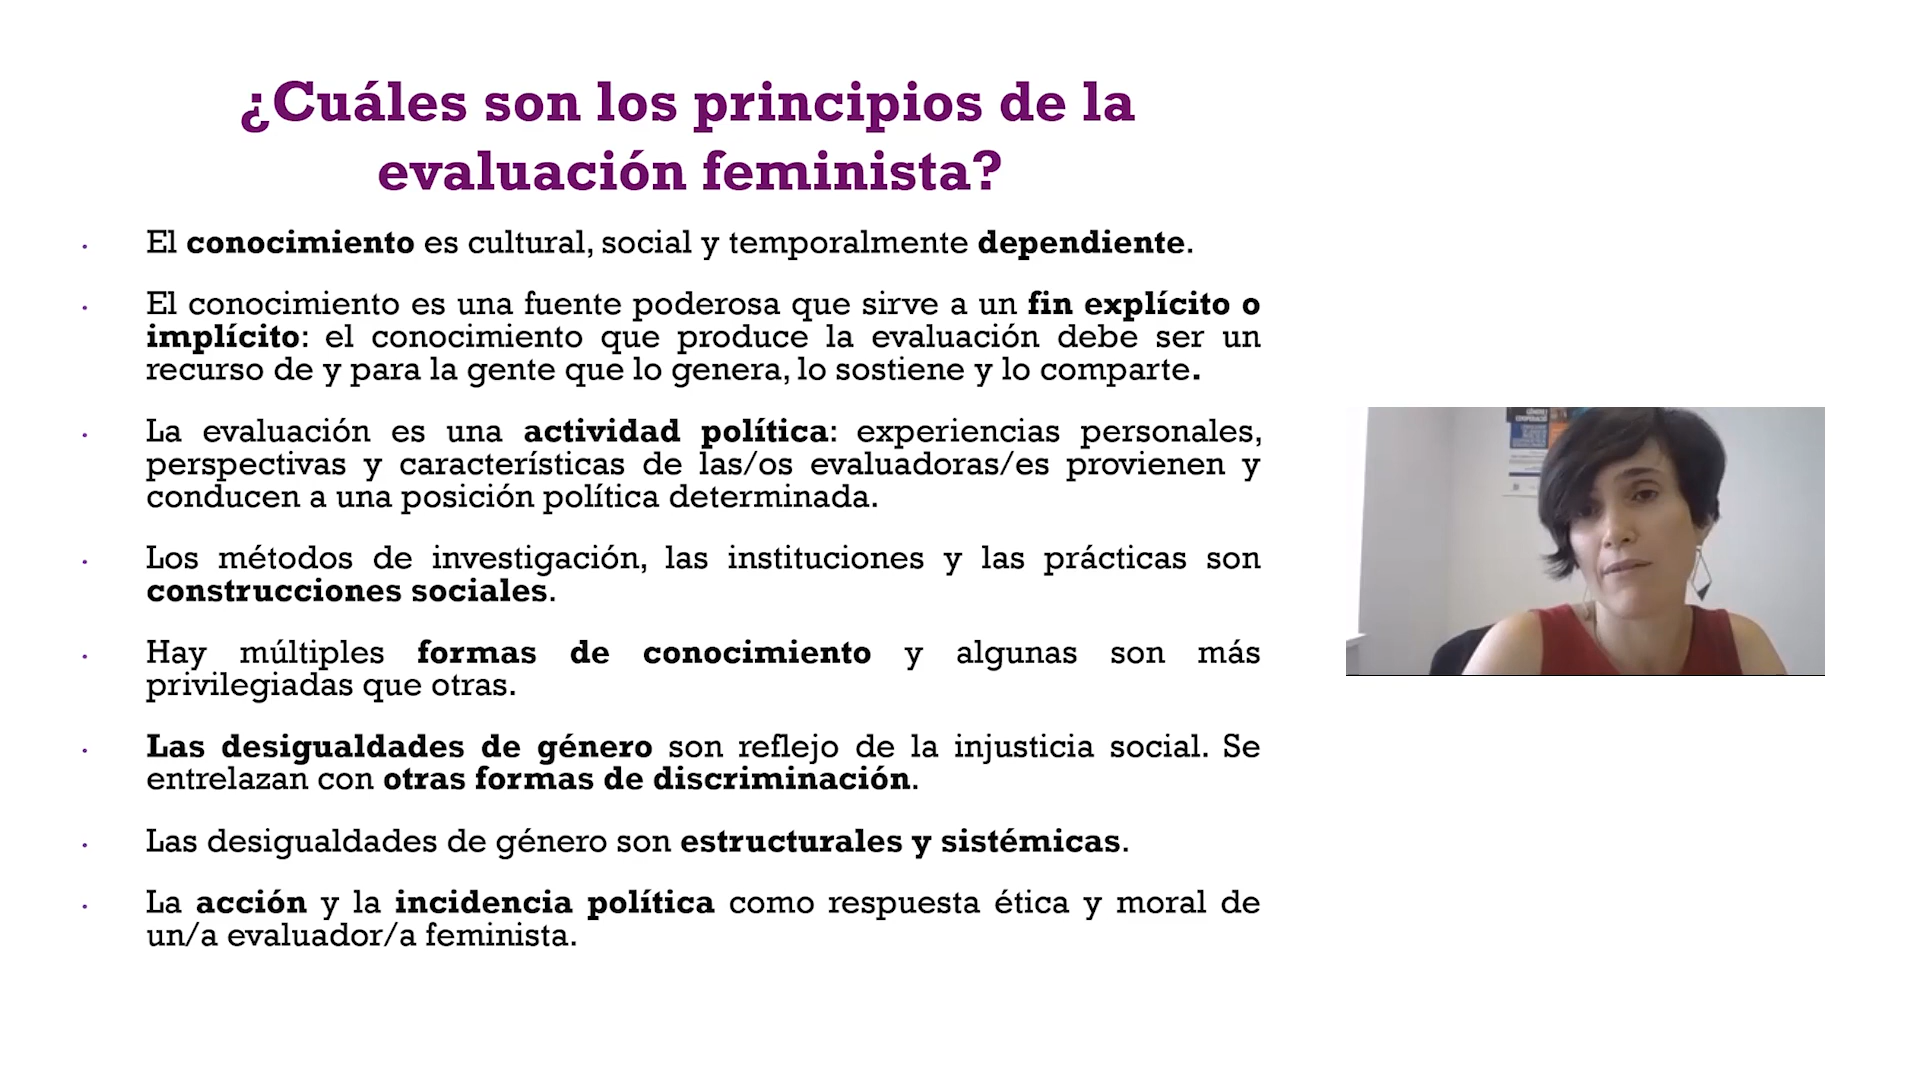 ¿Cuáles son los principios de la
evaluación feminista?
El conocimiento es cultural, social y temporalmente dependiente.
El conocimiento es una fuente poderosa que sirve a un fin explícito o
implícito: el conocimiento que produce la evaluación debe ser un
recurso de y para la gente que lo genera, lo sostiene y lo comparte.
La evaluación es una actividad política: experiencias personales,
perspectivas y características de las/os evaluadoras/es provienen y
conducen a una posición política determinada.
Los métodos de investigación, las instituciones y las prácticas son
construcciones sociales.
Hay múltiples formas de conocimiento y algunas son más
privilegiadas que otras.
Las desigualdades de género son reflejo de la injusticia social. Se
entrelazan con otras formas de discriminación.
Las desigualdades de género son estructurales y sistémicas.
La acción y la incidencia política como respuesta ética y moral de
un/a evaluador/a feminista.